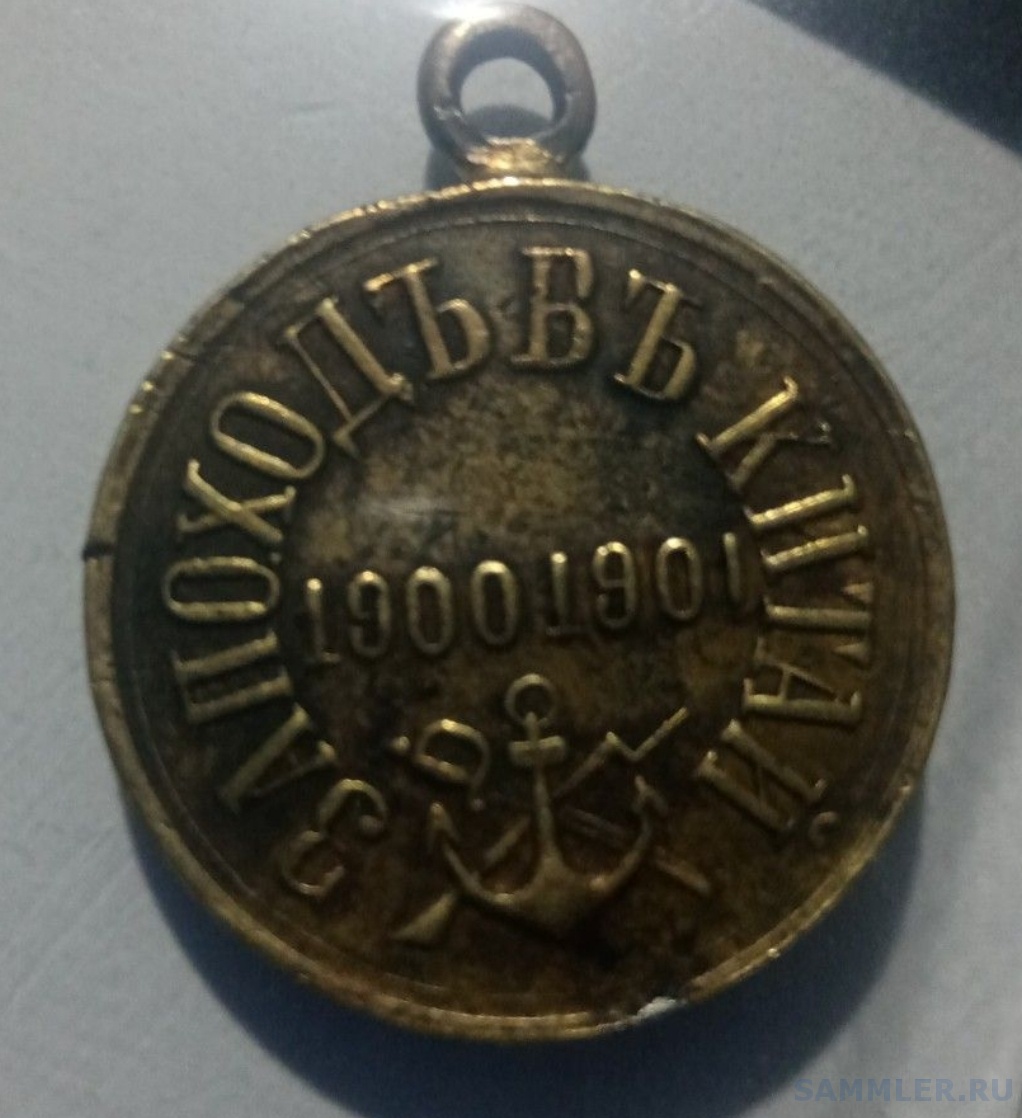 ЗА ПОХОДЪ ВЪ КИТАЙ
1900 1901
SAMMLER.RU